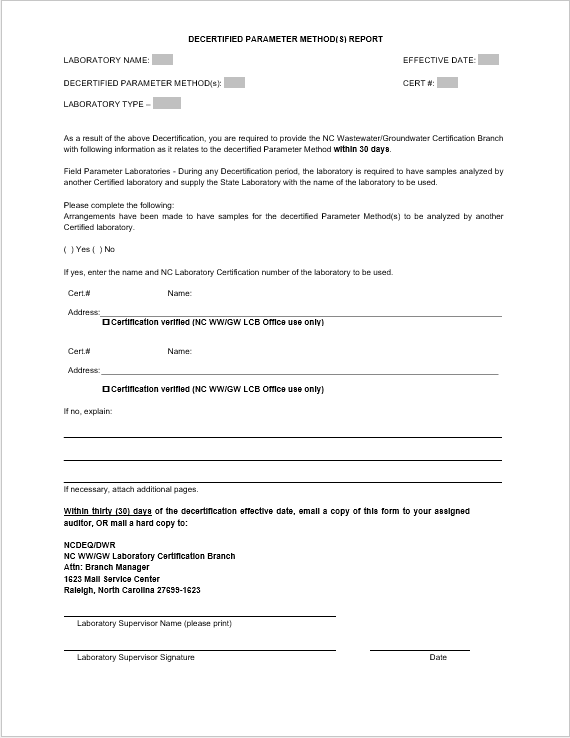 DECERTIFIED PARAMETER METHOD(S) REPORT
LABORATORY NAME: EFFECTIVE DATE:
DECERTIFIED PARAMETER METHOD(s): CERT #:
LABORATORY TYPE –
As a result of the above Decertification, you are required to provide the NC Wastewater/Groundwater Certification Branch
with following information as it relates to the decertified Parameter Method within 30 days.
Field Parameter Laboratories - During any Decertification period, the laboratory is required to have samples analyzed by
another Certified laboratory and supply the State Laboratory with the name of the laboratory to be used.
Please complete the following:
Arrangements have been made to have samples for the decertified Parameter Method(s) to be analyzed by another
Certified laboratory.
( ) Yes ( ) No
If yes, enter the name and NC Laboratory Certification number of the laboratory to be used.
Cert.# Name:
Address:
Certification verified (NC WW/GW LCB Office use only)
Cert.# Name:
Address:
Certification verified (NC WW/GW LCB Office use only)
If no, explain:
If necessary, attach additional pages.
Within thirty (30) days of the decertification effective date, email a copy of this form to your assigned
auditor, OR mail a hard copy to:
NCDEQ/DWR
NC WW/GW Laboratory Certification Branch
Attn: Branch Manager
1623 Mail Service Center
Raleigh, North Carolina 27699-1623
Laboratory Supervisor Name (please print)
Laboratory Supervisor Signature Date